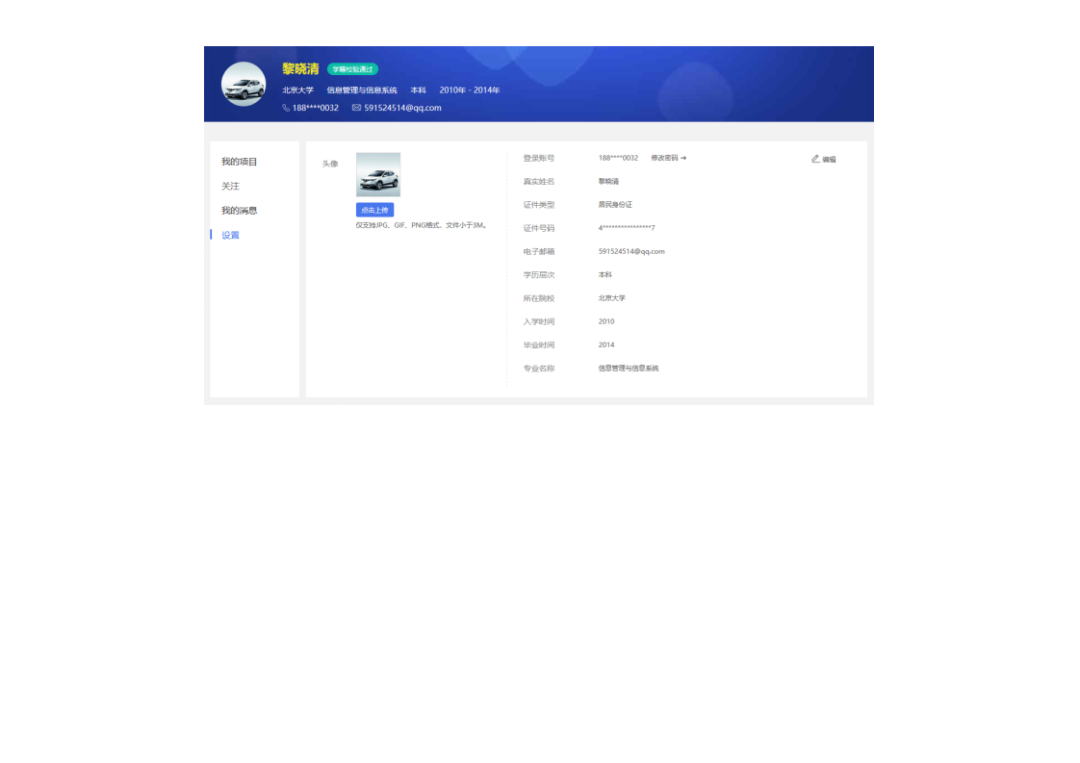 黎晓清 学籍校验通过
北京大学 信息管理与信息系统 本科 2010年 - 2014年
188****0032 591524514@qq.com
我的项目
关注
我的消息
设置
头像
点击上传
仅支持JPG、GIF、PNG格式，文件小于3M。
登录账号 188****0032 修改密码 → 编辑
真实姓名 黎晓清
证件类型 居民身份证
证件号码 4****************7
电子邮箱 591524514@qq.com
学历层次 本科
所在院校 北京大学
入学时间 2010
毕业时间 2014
专业名称 信息管理与信息系统